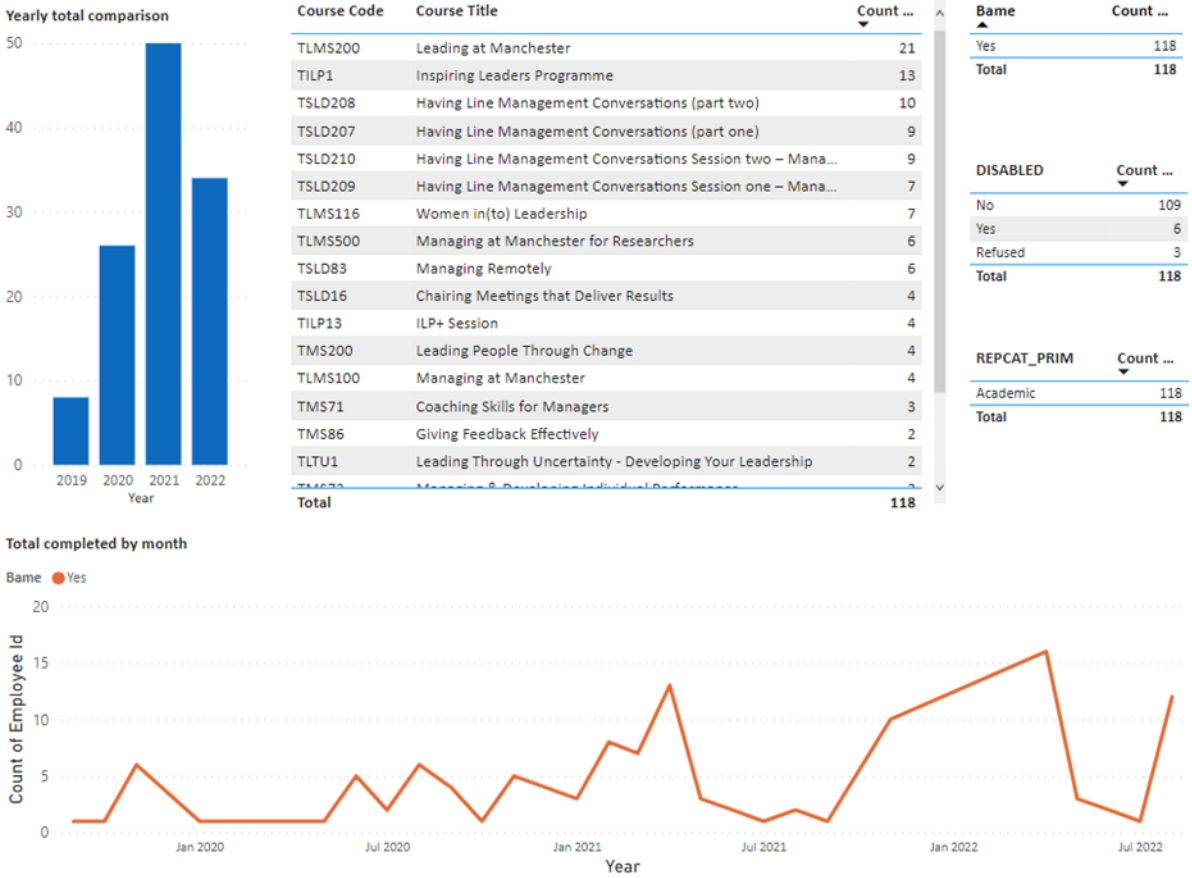 Yearly total comparison
50
40
30
20
10
0
2019 2020 2021 2022
Year
Course Code Course Title Count ...
TLMS200 Leading at Manchester 21
TILP1 Inspiring Leaders Programme 13
TSLD208 Having Line Management Conversations (part two) 10
TSLD207 Having Line Management Conversations (part one) 9
TSLD210 Having Line Management Conversations Session two – Mana... 9
TSLD209 Having Line Management Conversations Session one – Mana... 7
TLMS116 Women in(to) Leadership 7
TLMS500 Managing at Manchester for Researchers 6
TSLD83 Managing Remotely 6
TSLD16 Chairing Meetings that Deliver Results 4
TILP13 ILP+ Session 4
TMS200 Leading People Through Change 4
TLMS100 Managing at Manchester 4
TMS71 Coaching Skills for Managers 3
TMS86 Giving Feedback Effectively 2
TLTU1 Leading Through Uncertainty - Developing Your Leadership 2
Managing & Developing Individual Performance 2
Total 118
Bame Count ...
Yes 118
Total 118
DISABLED Count ...
No 109
Yes 6
Refused 3
Total 118
REPCAT_PRIM Count ...
Academic 118
Total 118
Total completed by month
Bame Yes
Count of Employee Id
20
15
10
5
0
Jan 2020 Jul 2020 Jan 2021 Jul 2021 Jan 2022 Jul 2022
Year